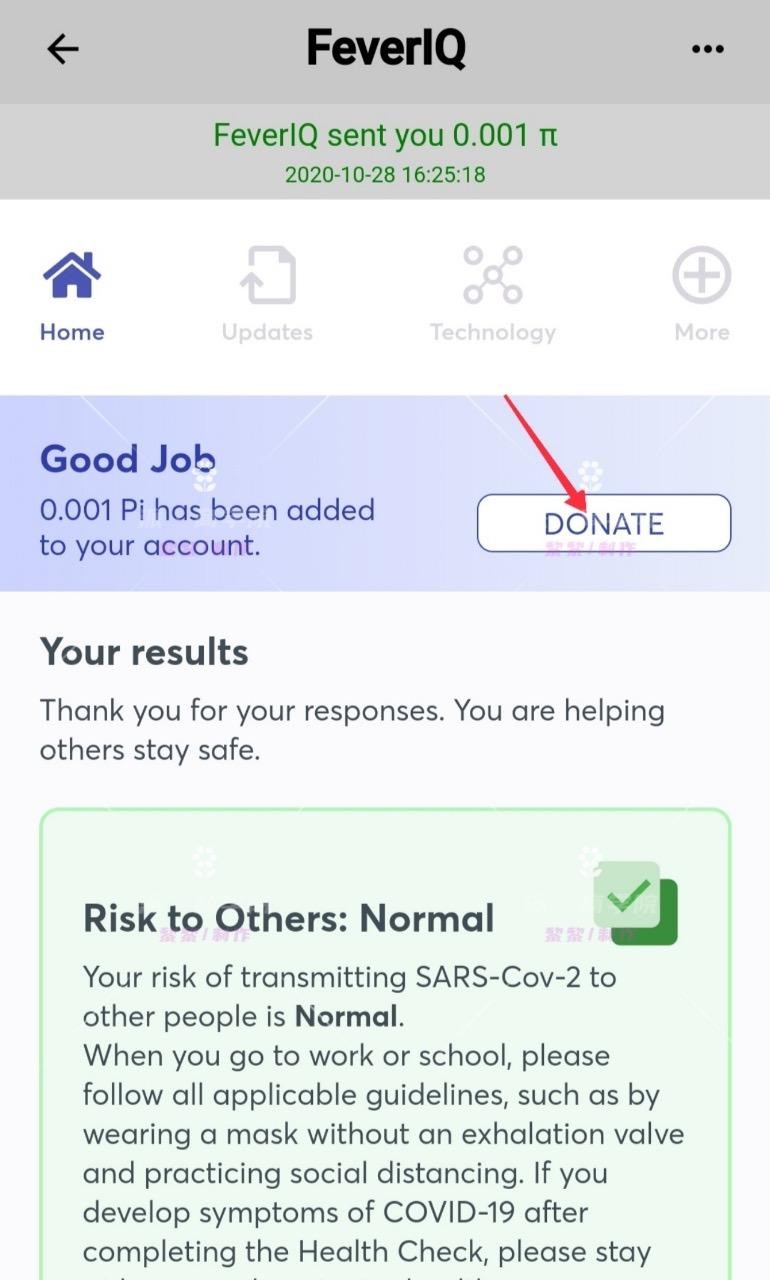 FeverIQ
FeverIQ sent you 0.001 π
2020-10-28 16:25:18
Home
Updates
Technology
More
Good Job
0.001 Pi has been added
to your account.
DONATE
黎黎/制作
黎黎/制作
Your results
Thank you for your responses. You are helping
others stay safe.
Risk to Others: Normal
黎黎/制作
黎黎/制作
Your risk of transmitting SARS-Cov-2 to
other people is Normal.
When you go to work or school, please
follow all applicable guidelines, such as by
wearing a mask without an exhalation valve
and practicing social distancing. If you
develop symptoms of COVID-19 after
completing the Health Check, please stay